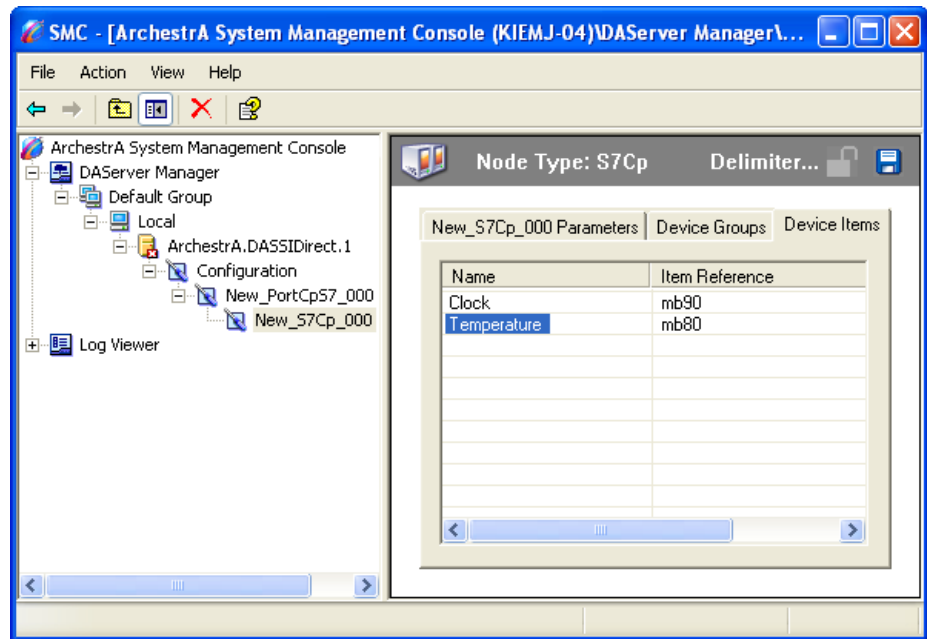 SMC - [ArchestrA System Management Console (KIEMJ-04)\DAServer Manager\...
File Action View Help
ArchestrA System Management Console
DAServer Manager
Default Group
Local
ArchestrA.DASSIDirect.1
Configuration
New_PortCpS7_000
New_S7Cp_000
Log Viewer
Node Type: S7Cp Delimiter...
New_S7Cp_000 Parameters Device Groups Device Items
Name Item Reference
Clock mb90
Temperature mb80